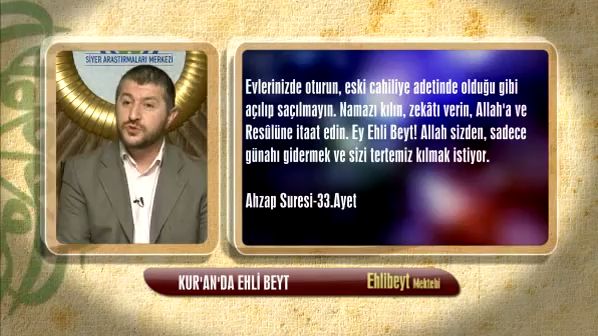 SİYER ARAŞTIRMALARI MERKEZİ
Evlerinizde oturun, eski cahiliye adetinde olduğu gibi
açılıp saçılmayın. Namazı kılın, zekâtı verin, Allah'a ve
Resûlüne itaat edin. Ey Ehli Beyt! Allah sizden, sadece
günahı gidermek ve sizi tertemiz kılmak istiyor.
Ahzap Suresi-33.Ayet
KUR'AN'DA EHLİ BEYT
Ehlibeyt Mektebi